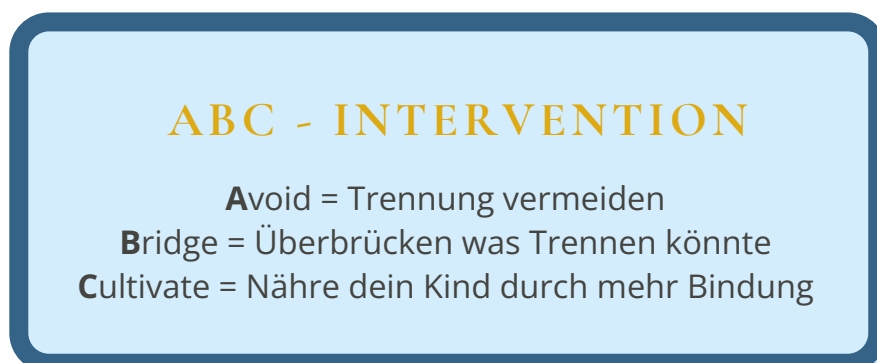 ABC - INTERVENTION
Avoid = Trennung vermeiden
Bridge = Überbrücken was Trennen könnte
Cultivate = Nähre dein Kind durch mehr Bindung